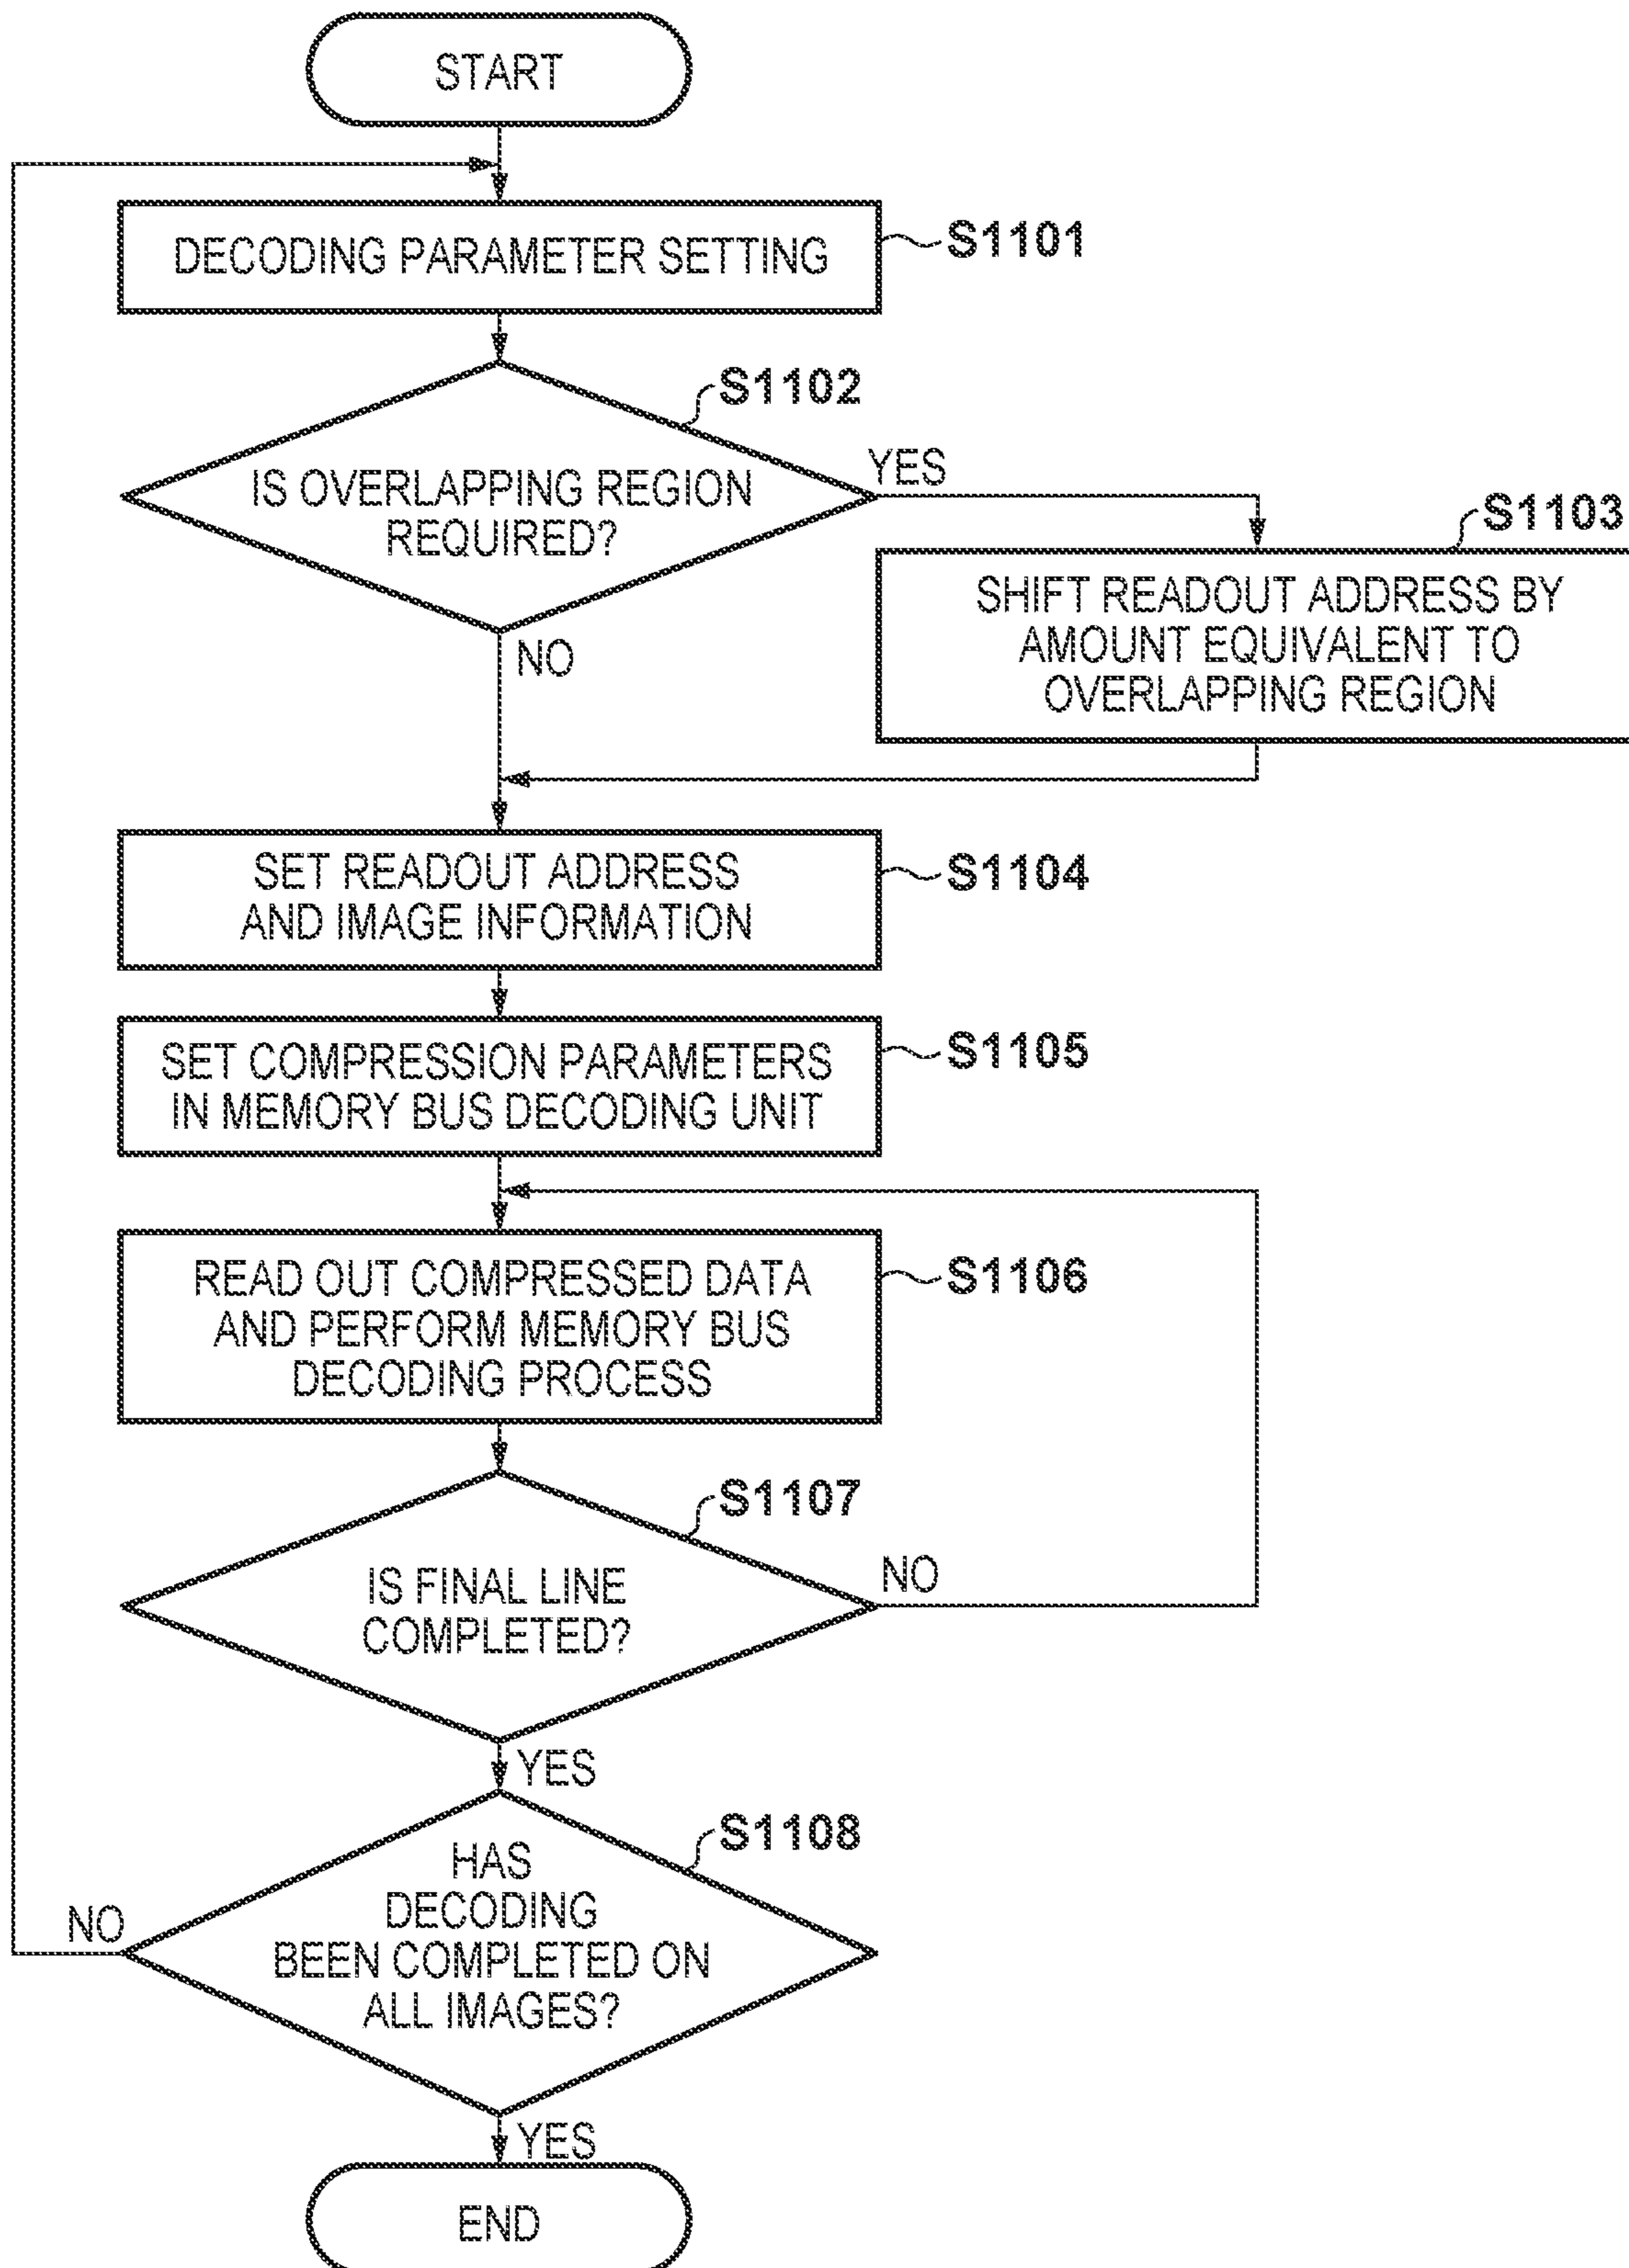 START
DECODING PARAMETER SETTING
S1101
S1102
IS OVERLAPPING REGION
REQUIRED?
YES
NO
S1103
SHIFT READOUT ADDRESS BY
AMOUNT EQUIVALENT TO
OVERLAPPING REGION
SET READOUT ADDRESS
AND IMAGE INFORMATION
S1104
SET COMPRESSION PARAMETERS
IN MEMORY BUS DECODING UNIT
S1105
READ OUT COMPRESSED DATA
AND PERFORM MEMORY BUS
DECODING PROCESS
S1106
S1107
IS FINAL LINE
COMPLETED?
NO
YES
S1108
HAS
DECODING
BEEN COMPLETED ON
ALL IMAGES?
NO
YES
END